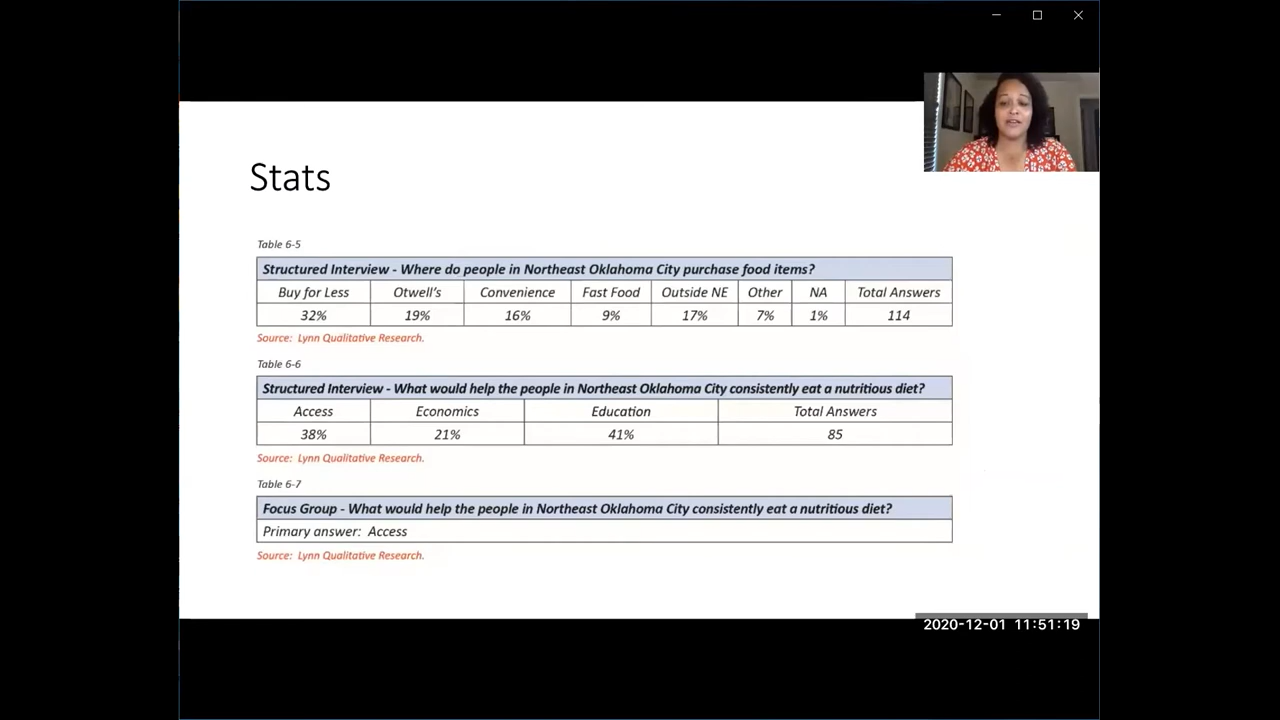 Stats
Table 6-5
Structured Interview - Where do people in Northeast Oklahoma City purchase food items?
Buy for Less Otwell's Convenience Fast Food Outside NE Other NA Total Answers
32% 19% 16% 9% 17% 7% 1% 114
Source: Lynn Qualitative Research.
Table 6-6
Structured Interview - What would help the people in Northeast Oklahoma City consistently eat a nutritious diet?
Access Economics Education Total Answers
38% 21% 41% 85
Source: Lynn Qualitative Research.
Table 6-7
Focus Group - What would help the people in Northeast Oklahoma City consistently eat a nutritious diet?
Primary answer: Access
Source: Lynn Qualitative Research.
2020-12-01 11:51:19